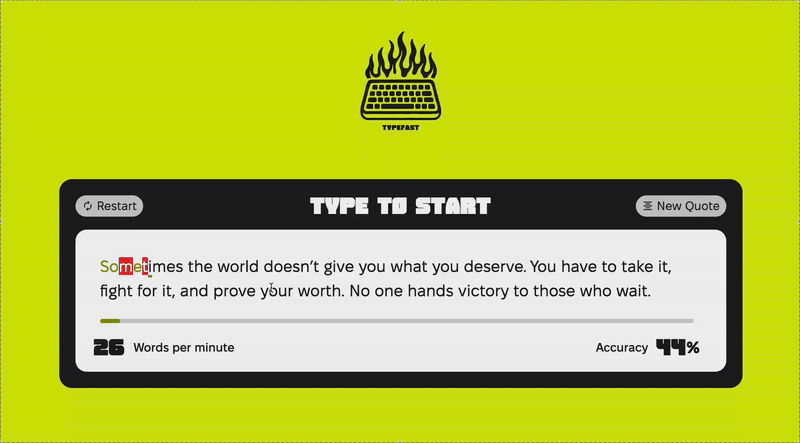 TYPEFAST
Restart
TYPE TO START
New Quote
Sometimes the world doesn’t give you what you deserve. You have to take it,
fight for it, and prove your worth. No one hands victory to those who wait.
26 Words per minute
Accuracy 44%